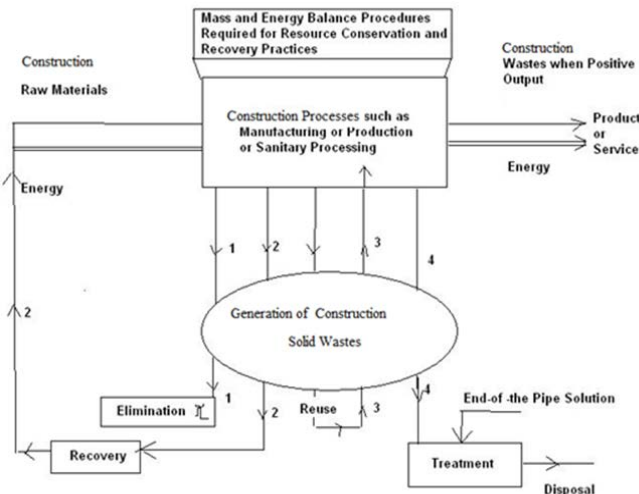 Mass and Energy Balance Procedures
Required for Resource Conservation and
Recovery Practices
Construction
Raw Materials
Construction
Wastes when Positive
Output
Construction Processes such as
Manufacturing or Production
or Sanitary Processing
Product
or
Service
Energy
Energy
1
2
3
4
2
Generation of Construction
Solid Wastes
1
2
Reuse
3
4
Elimination
End-of -the Pipe Solution
Recovery
Treatment
Disposal